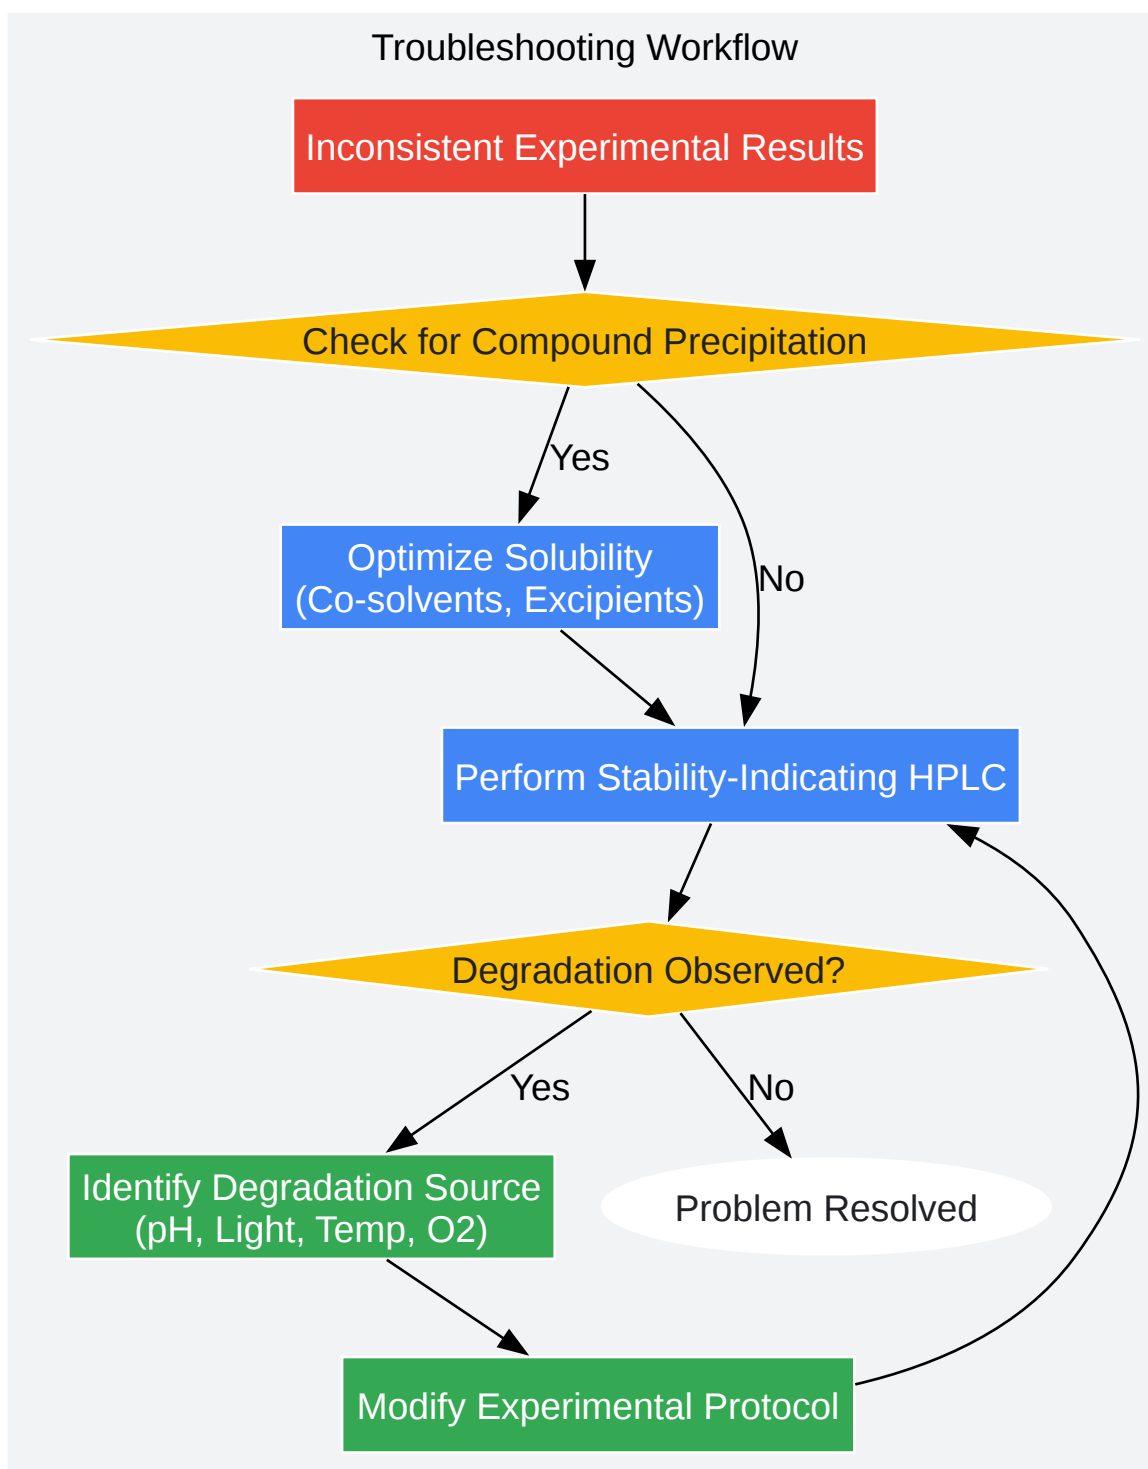 Troubleshooting Workflow
Inconsistent Experimental Results
Check for Compound Precipitation
Yes
Optimize Solubility
(Co-solvents, Excipients)
No
Perform Stability-Indicating HPLC
Degradation Observed?
Yes
No
Identify Degradation Source
(pH, Light, Temp, O2)
Problem Resolved
Modify Experimental Protocol